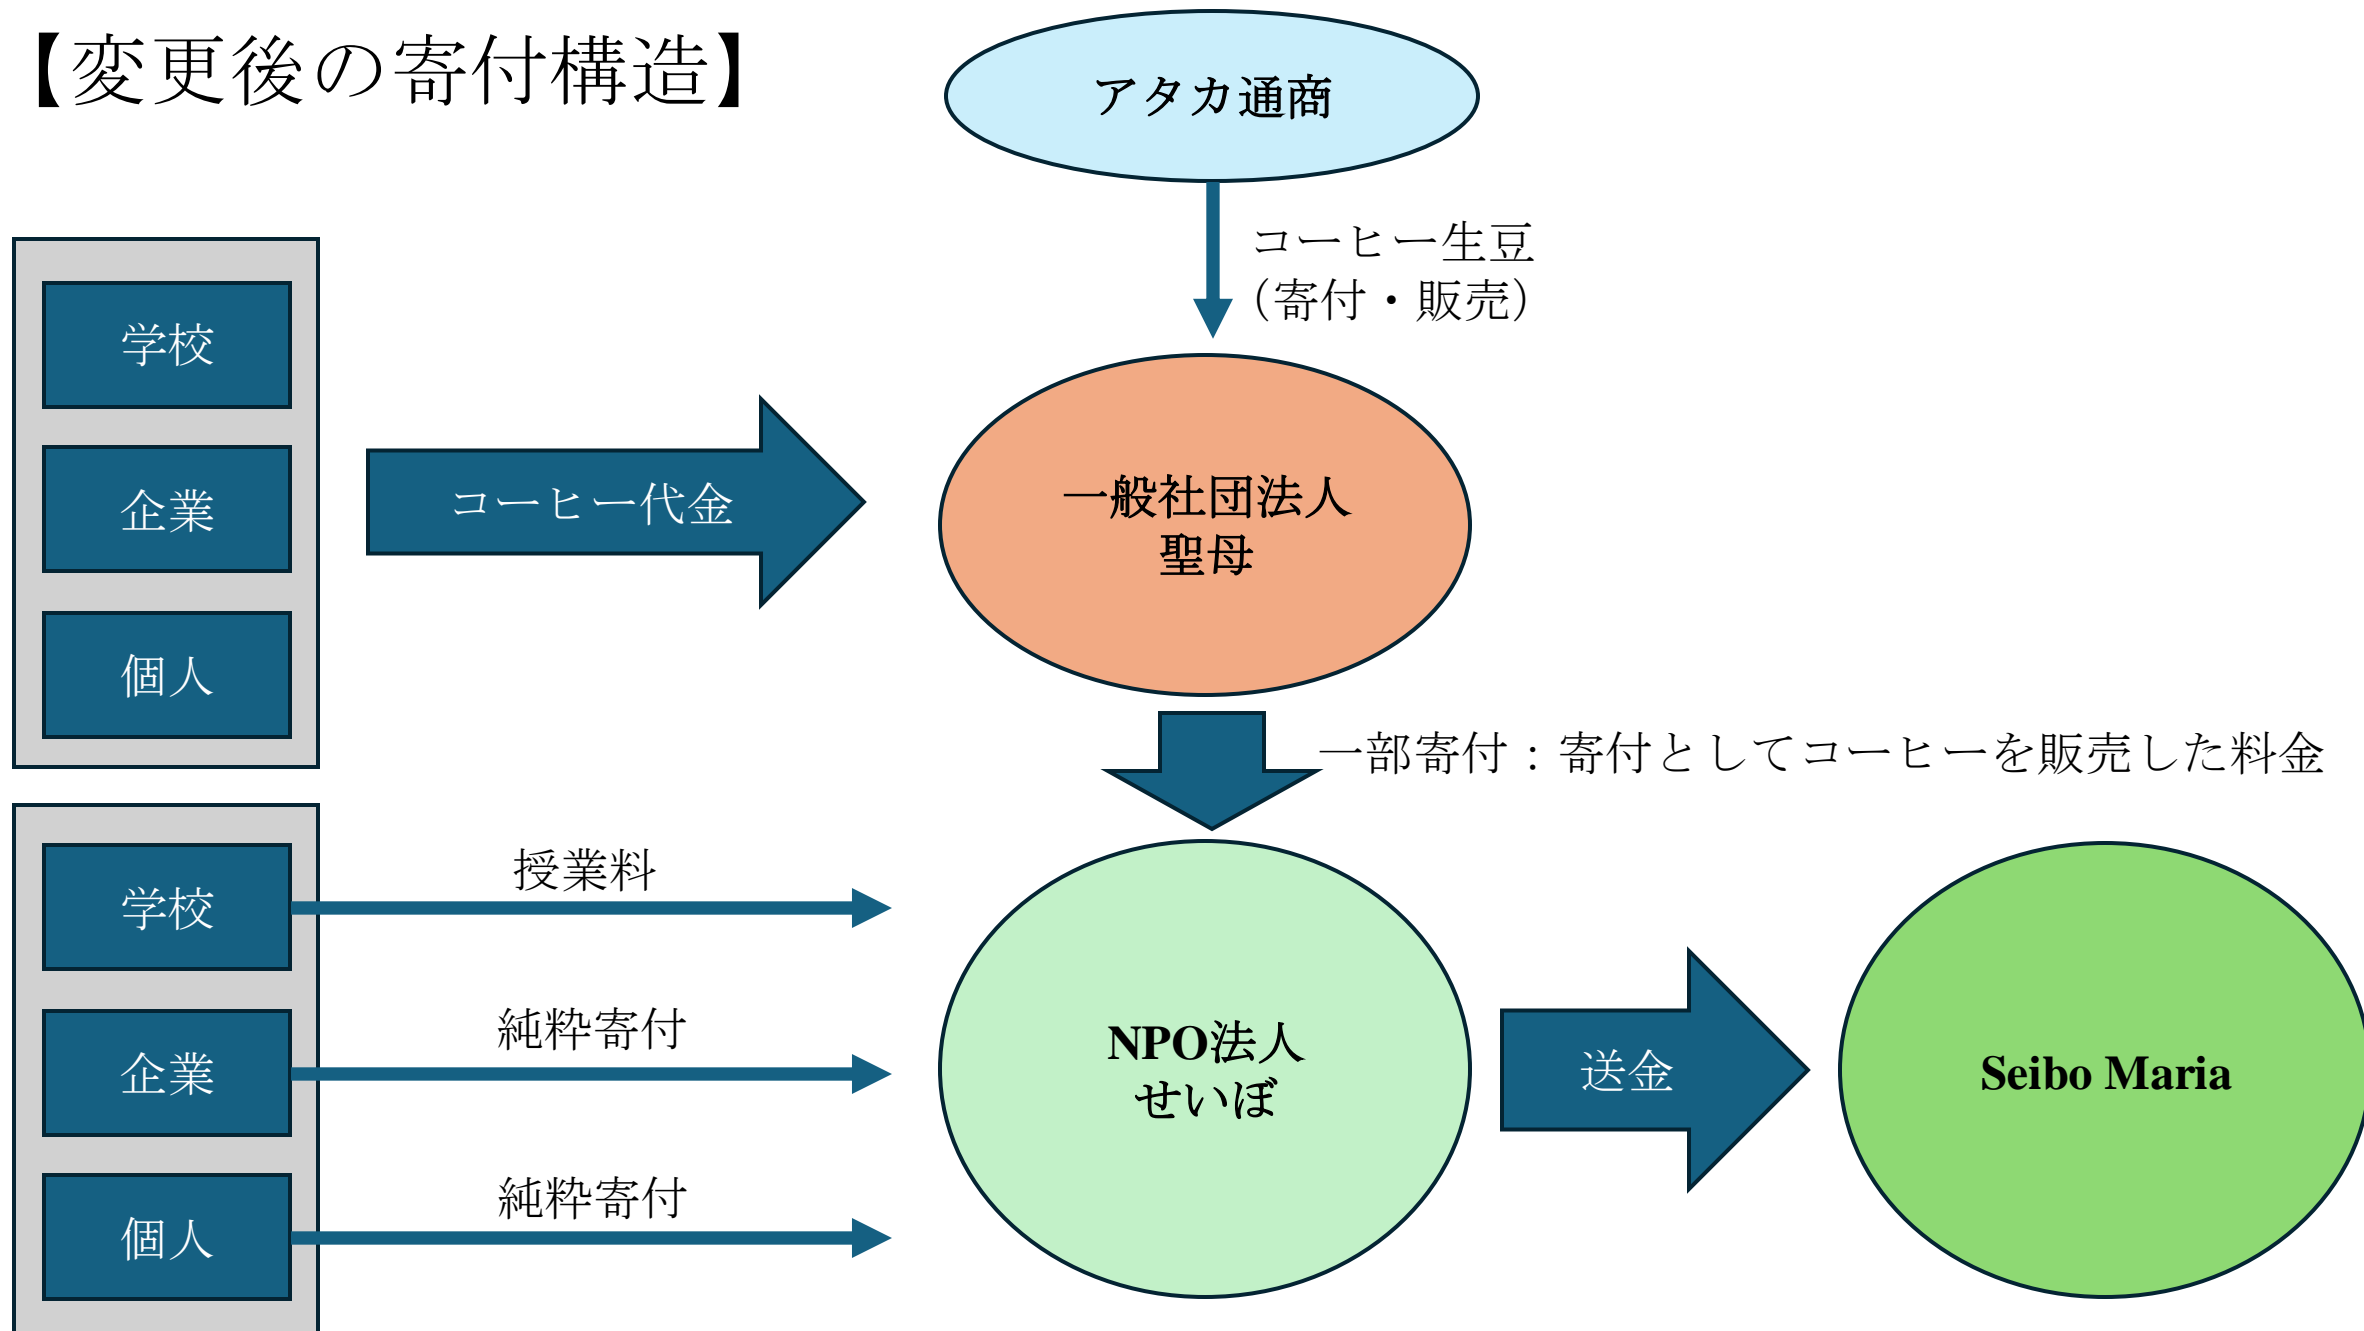 【変更後の寄付構造】
アタカ通商
コーヒー生豆
（寄付・販売）
学校
企業
個人
コーヒー代金
一般社団法人
聖母
一部寄付：寄付としてコーヒーを販売した料金
学校
授業料
企業
純粋寄付
個人
純粋寄付
NPO法人
せいぼ
送金
Seibo Maria